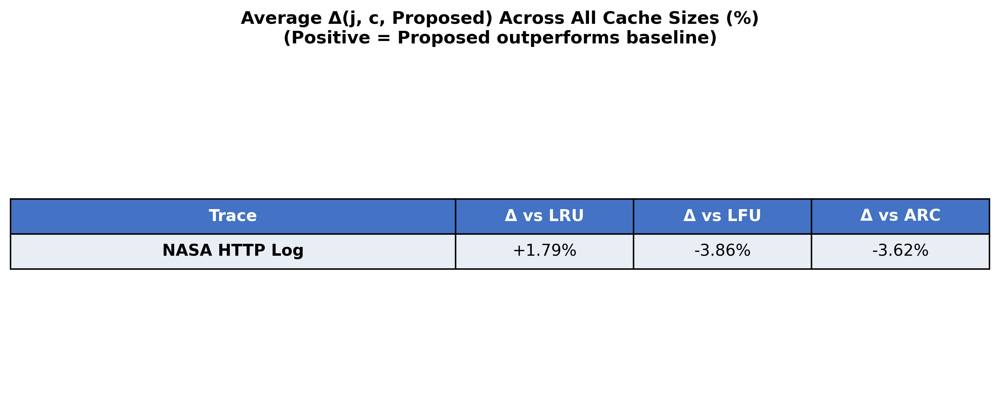 Average Δ(j, c, Proposed) Across All Cache Sizes (%)
(Positive = Proposed outperforms baseline)
Trace Δ vs LRU Δ vs LFU Δ vs ARC
NASA HTTP Log +1.79% -3.86% -3.62%